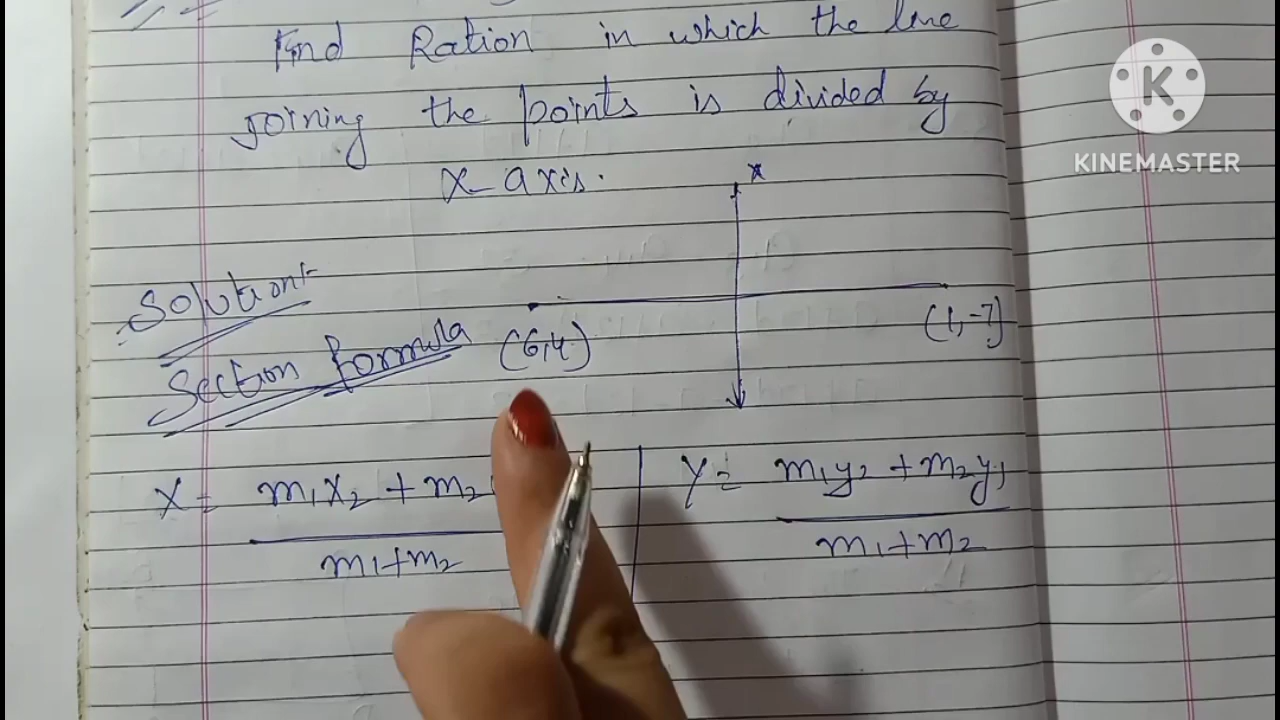 Find Ration in which the line
joining the points is divided by
x-axis.
x
Solution:-
Section formula
(6,4)
(1,-7)
x = m1x2 + m2
m1+m2
y = m1y2 + m2y1
m1+m2
K
KINEMASTER